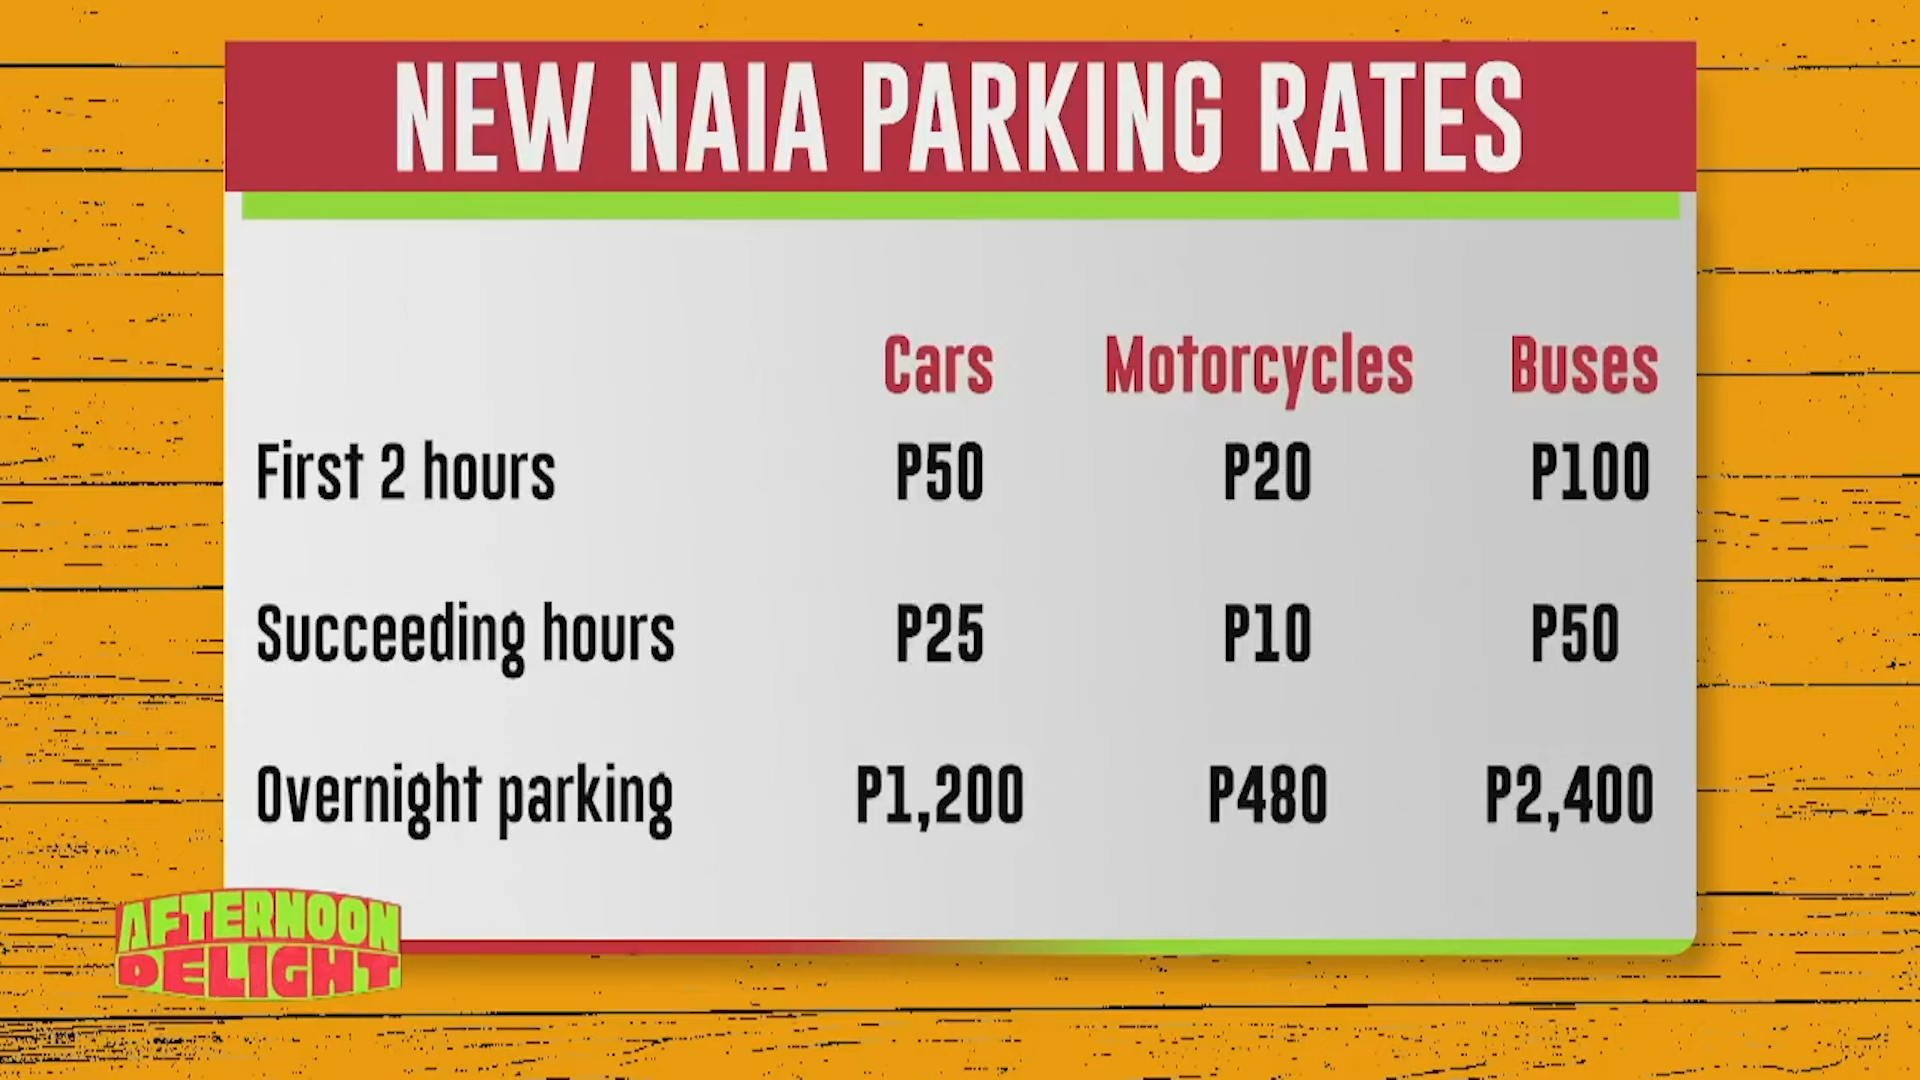 NEW NAIA PARKING RATES
Cars Motorcycles Buses
First 2 hours P50 P20 P100
Succeeding hours P25 P10 P50
Overnight parking P1,200 P480 P2,400
AFTERNOON
DELIGHT